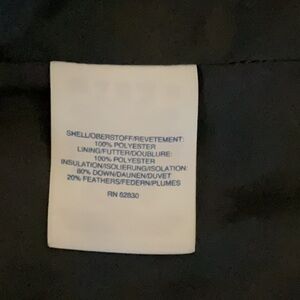 SHELL/OBERSTOFF/REVETEMENT:
100% POLYESTER
LINING/FUTTER/DOUBLURE:
100% POLYESTER
INSULATION/ISOLIERUNG/ISOLATION:
80% DOWN/DAUNEN/DUVET
20% FEATHERS/FEDERN/PLUMES
RN 62830